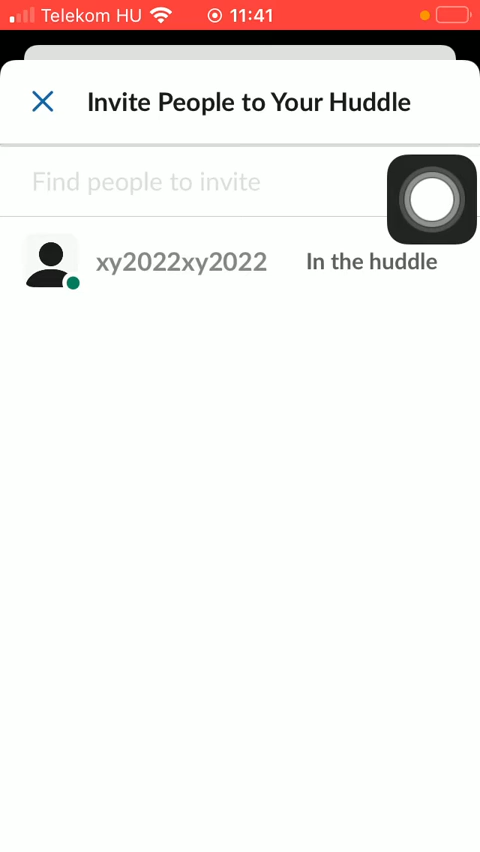 Telekom HU 11:41
Invite People to Your Huddle
Find people to invite
xy2022xy2022 In the huddle